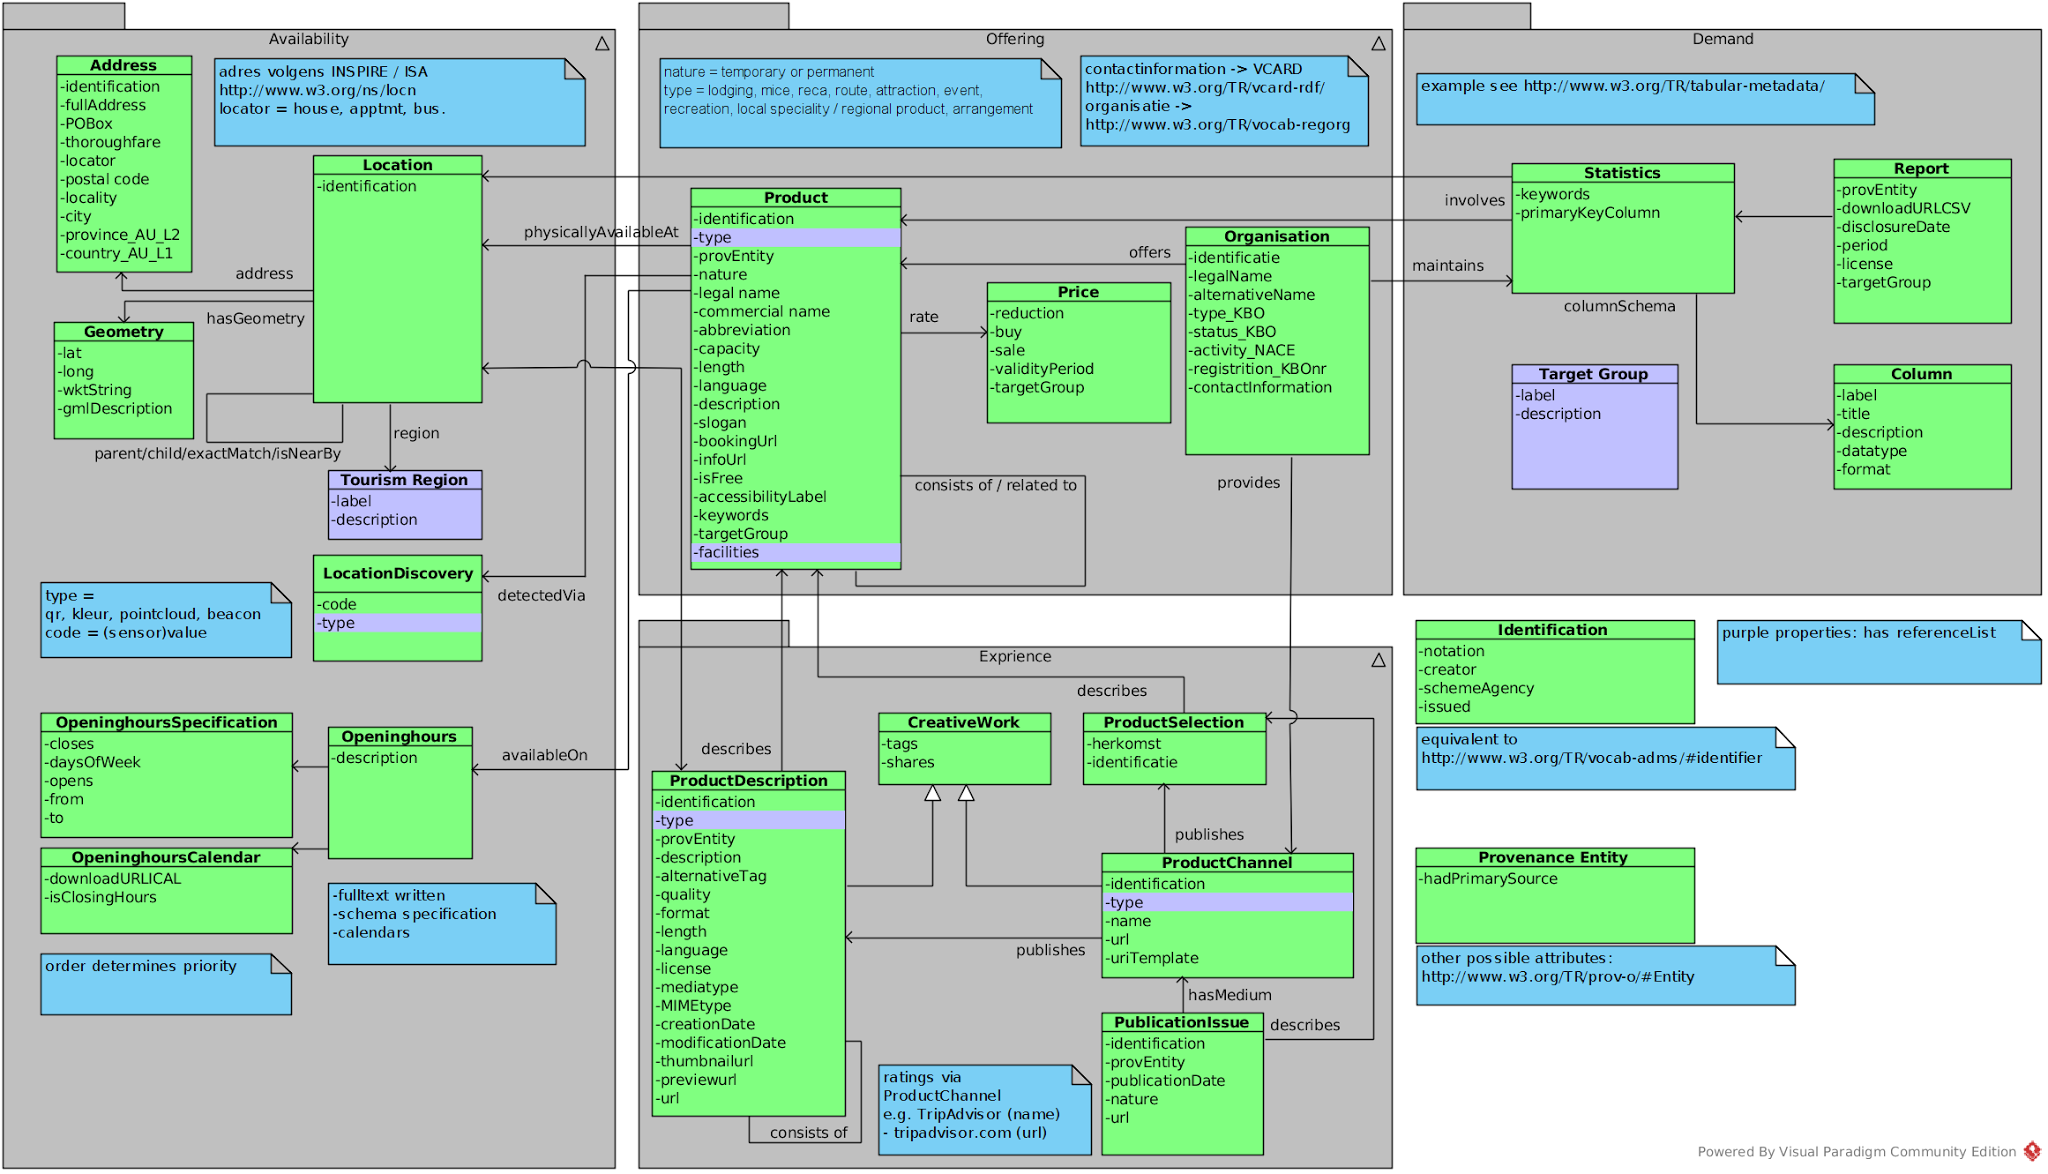 Availability
Address
-identification
-fullAddress
-POBox
-thoroughfare
-locator
-postal code
-locality
-city
-province_AU_L2
-country_AU_L1
adres volgens INSPIRE / ISA
http://www.w3.org/ns/locn
locator = house, apptmt, bus.
Location
-identification
address
hasGeometry
Geometry
-lat
-long
-wktString
-gmlDescription
parent/child/exactMatch/isNearBy
region
Tourism Region
-label
-description
LocationDiscovery
-code
-type
detectedVia
type =
qr, kleur, pointcloud, beacon
code = (sensor)value
OpeninghoursSpecification
-closes
-daysOfWeek
-opens
-from
-to
Openinghours
-description
availableOn
OpeninghoursCalendar
-downloadURLICAL
-isClosingHours
-fulltext written
-schema specification
-calendars
order determines priority
Offering
nature = temporary or permanent
type = lodging, mice, reca, route, attraction, event,
recreation, local speciality / regional product, arrangement
contactinformation -> VCARD
http://www.w3.org/TR/vcard-rdf/
organisatie ->
http://www.w3.org/TR/vocab-regorg
physicallyAvailableAt
Product
-identification
-type
-provEntity
-nature
-legal name
-commercial name
-abbreviation
-capacity
-length
-language
-description
-slogan
-bookingUrl
-infoUrl
-isFree
-accessibilityLabel
-keywords
-targetGroup
-facilities
offers
rate
Price
-reduction
-buy
-sale
-validityPeriod
-targetGroup
Organisation
-identificatie
-legalName
-alternativeName
-type_KBO
-status_KBO
-activity_NACE
-registrition_KBOnr
-contactInformation
consists of / related to
provides
Demand
example see http://www.w3.org/TR/tabular-metadata/
involves
maintains
Statistics
-keywords
-primaryKeyColumn
columnSchema
Report
-provEntity
-downloadURLCSV
-disclosureDate
-period
-license
-targetGroup
Target Group
-label
-description
Column
-label
-title
-description
-datatype
-format
Exprience
describes
describes
ProductDescription
-identification
-type
-provEntity
-description
-alternativeTag
-quality
-format
-length
-language
-license
-mediatype
-MIMEtype
-creationDate
-modificationDate
-thumbnailurl
-previewurl
-url
consists of
CreativeWork
-tags
-shares
ProductSelection
-herkomst
-identificatie
publishes
ProductChannel
-identification
-type
-name
-url
-uriTemplate
publishes
hasMedium
describes
PublicationIssue
-identification
-provEntity
-publicationDate
-nature
-url
ratings via
ProductChannel
e.g. TripAdvisor (name)
- tripadvisor.com (url)
Identification
-notation
-creator
-schemeAgency
-issued
purple properties: has referenceList
equivalent to
http://www.w3.org/TR/vocab-adms/#identifier
Provenance Entity
-hadPrimarySource
other possible attributes:
http://www.w3.org/TR/prov-o/#Entity
Powered By Visual Paradigm Community Edition